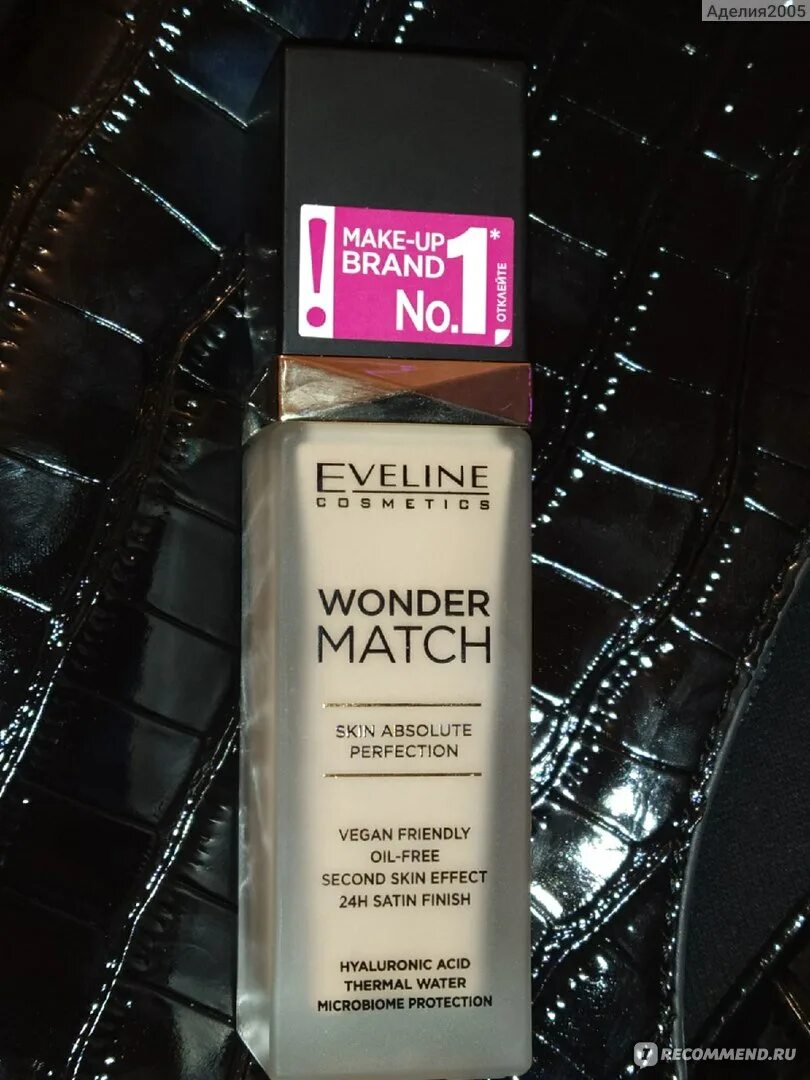 Аделия2005
MAKE-UP
BRAND
No.1*
ОТКЛЕЙТЕ
EVELINE
COSMETICS
WONDER
MATCH
SKIN ABSOLUTE
PERFECTION
VEGAN FRIENDLY
OIL-FREE
SECOND SKIN EFFECT
24H SATIN FINISH
HYALURONIC ACID
THERMAL WATER
MICROBIOME PROTECTION
RECOMMEND.RU